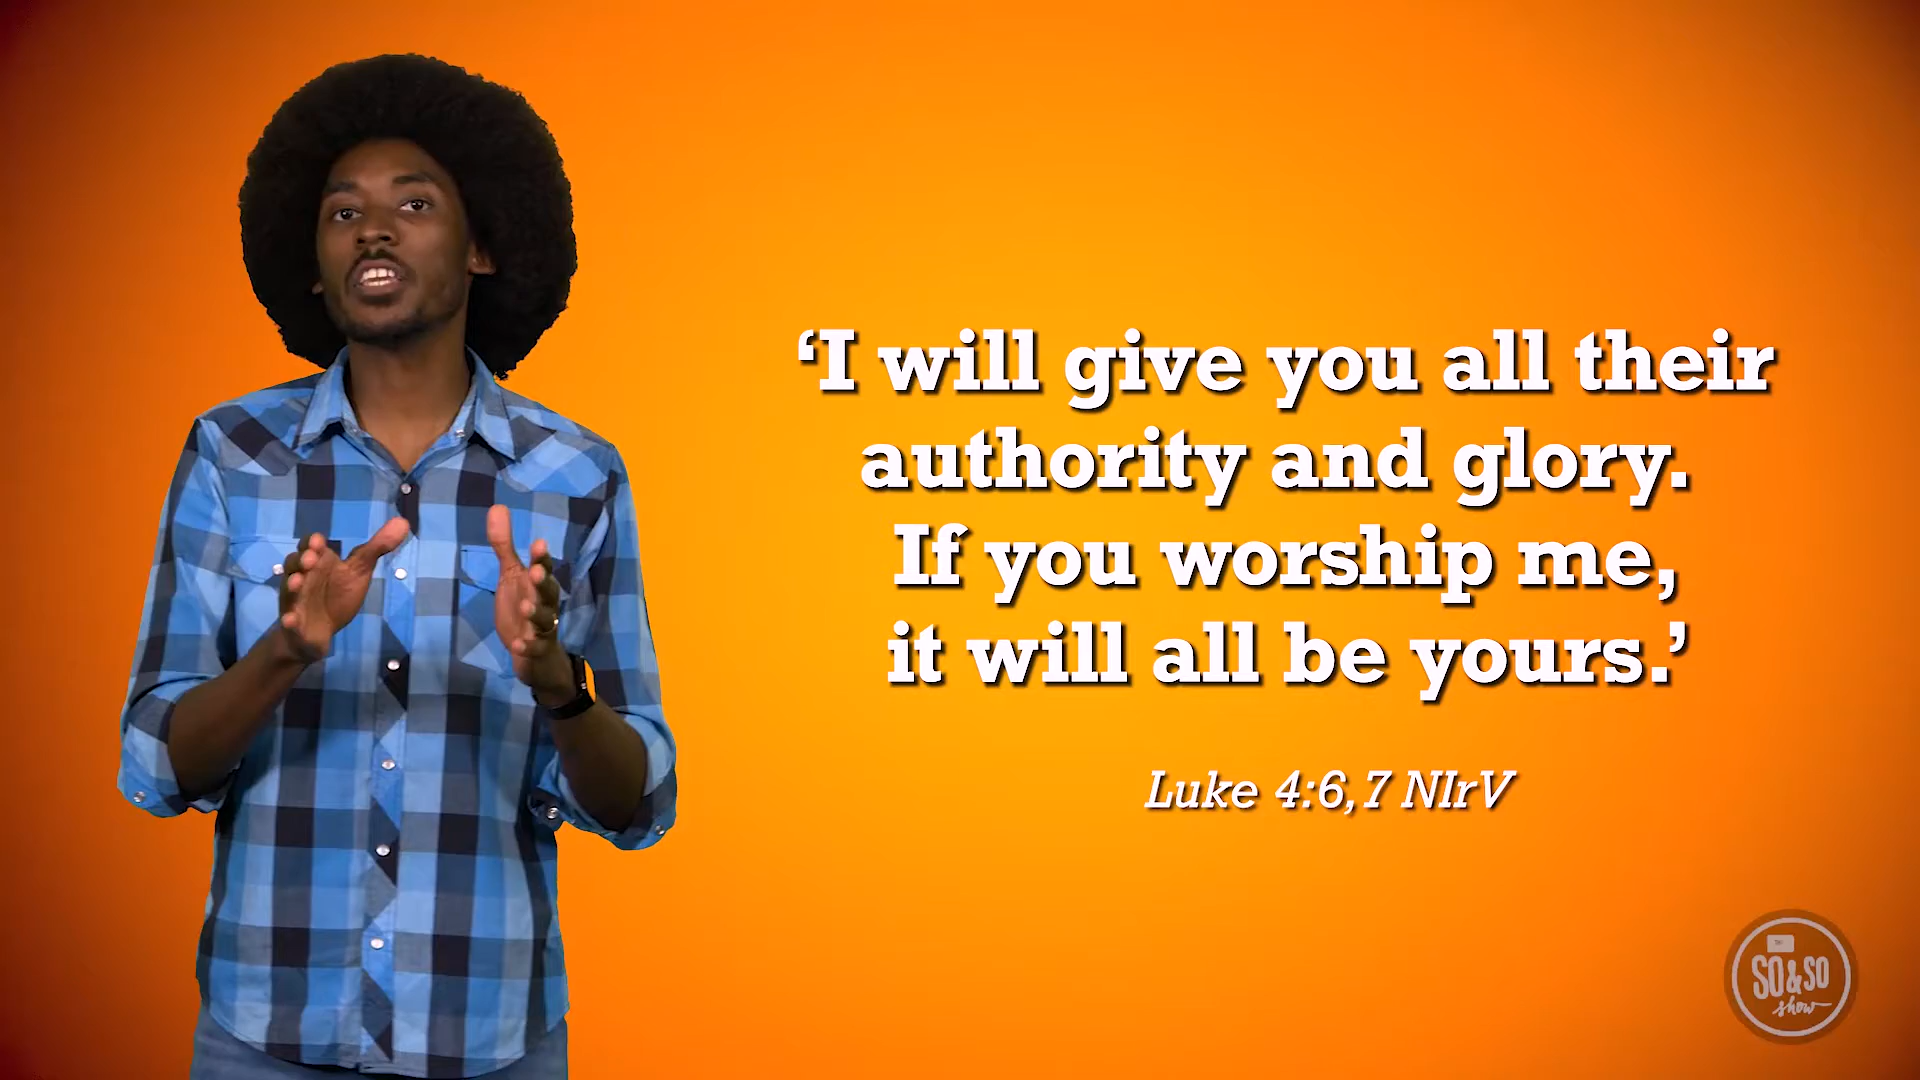 ‘I will give you all their
authority and glory.
If you worship me,
it will all be yours.’
Luke 4:6,7 NIrV
SO&SO
show